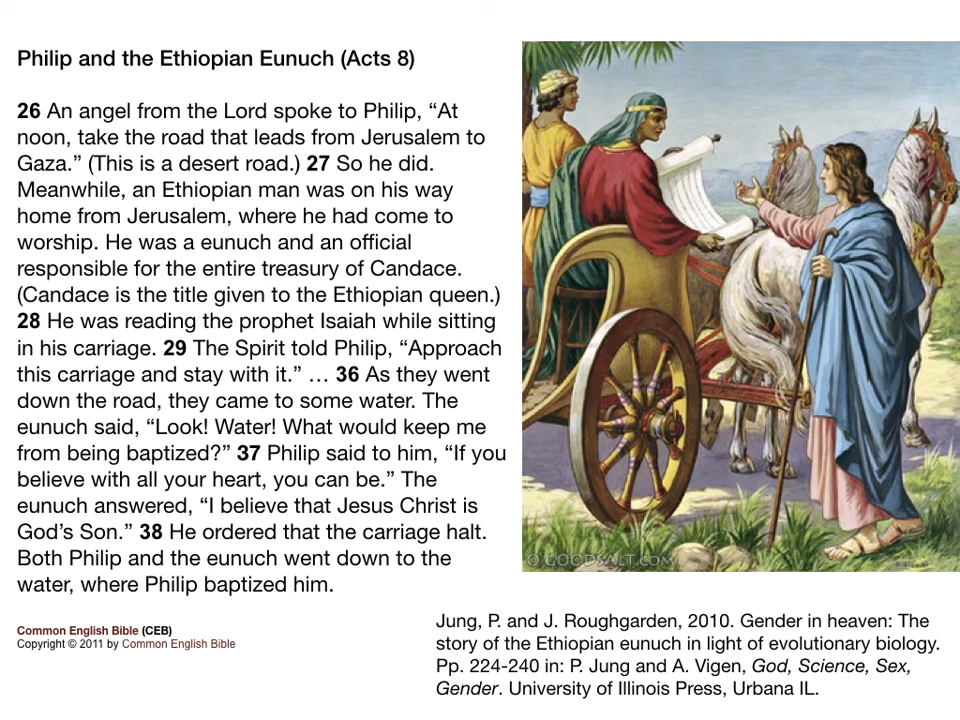 Philip and the Ethiopian Eunuch (Acts 8)
26 An angel from the Lord spoke to Philip, “At
noon, take the road that leads from Jerusalem to
Gaza.” (This is a desert road.) 27 So he did.
Meanwhile, an Ethiopian man was on his way
home from Jerusalem, where he had come to
worship. He was a eunuch and an official
responsible for the entire treasury of Candace.
(Candace is the title given to the Ethiopian queen.)
28 He was reading the prophet Isaiah while sitting
in his carriage. 29 The Spirit told Philip, “Approach
this carriage and stay with it.” … 36 As they went
down the road, they came to some water. The
eunuch said, “Look! Water! What would keep me
from being baptized?” 37 Philip said to him, “If you
believe with all your heart, you can be.” The
eunuch answered, “I believe that Jesus Christ is
God’s Son.” 38 He ordered that the carriage halt.
Both Philip and the eunuch went down to the
water, where Philip baptized him.
Common English Bible (CEB)
Copyright © 2011 by Common English Bible
© GOODSALT.COM
Jung, P. and J. Roughgarden, 2010. Gender in heaven: The
story of the Ethiopian eunuch in light of evolutionary biology.
Pp. 224-240 in: P. Jung and A. Vigen, God, Science, Sex,
Gender. University of Illinois Press, Urbana IL.